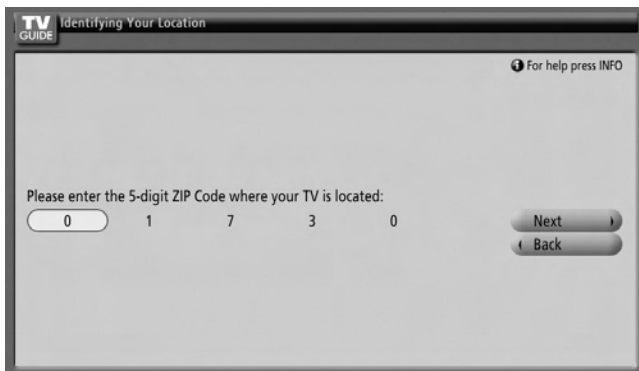 TV
GUIDE
Identifying Your Location
For help press INFO
Please enter the 5-digit ZIP Code where your TV is located:
0 1 7 3 0
Next
Back